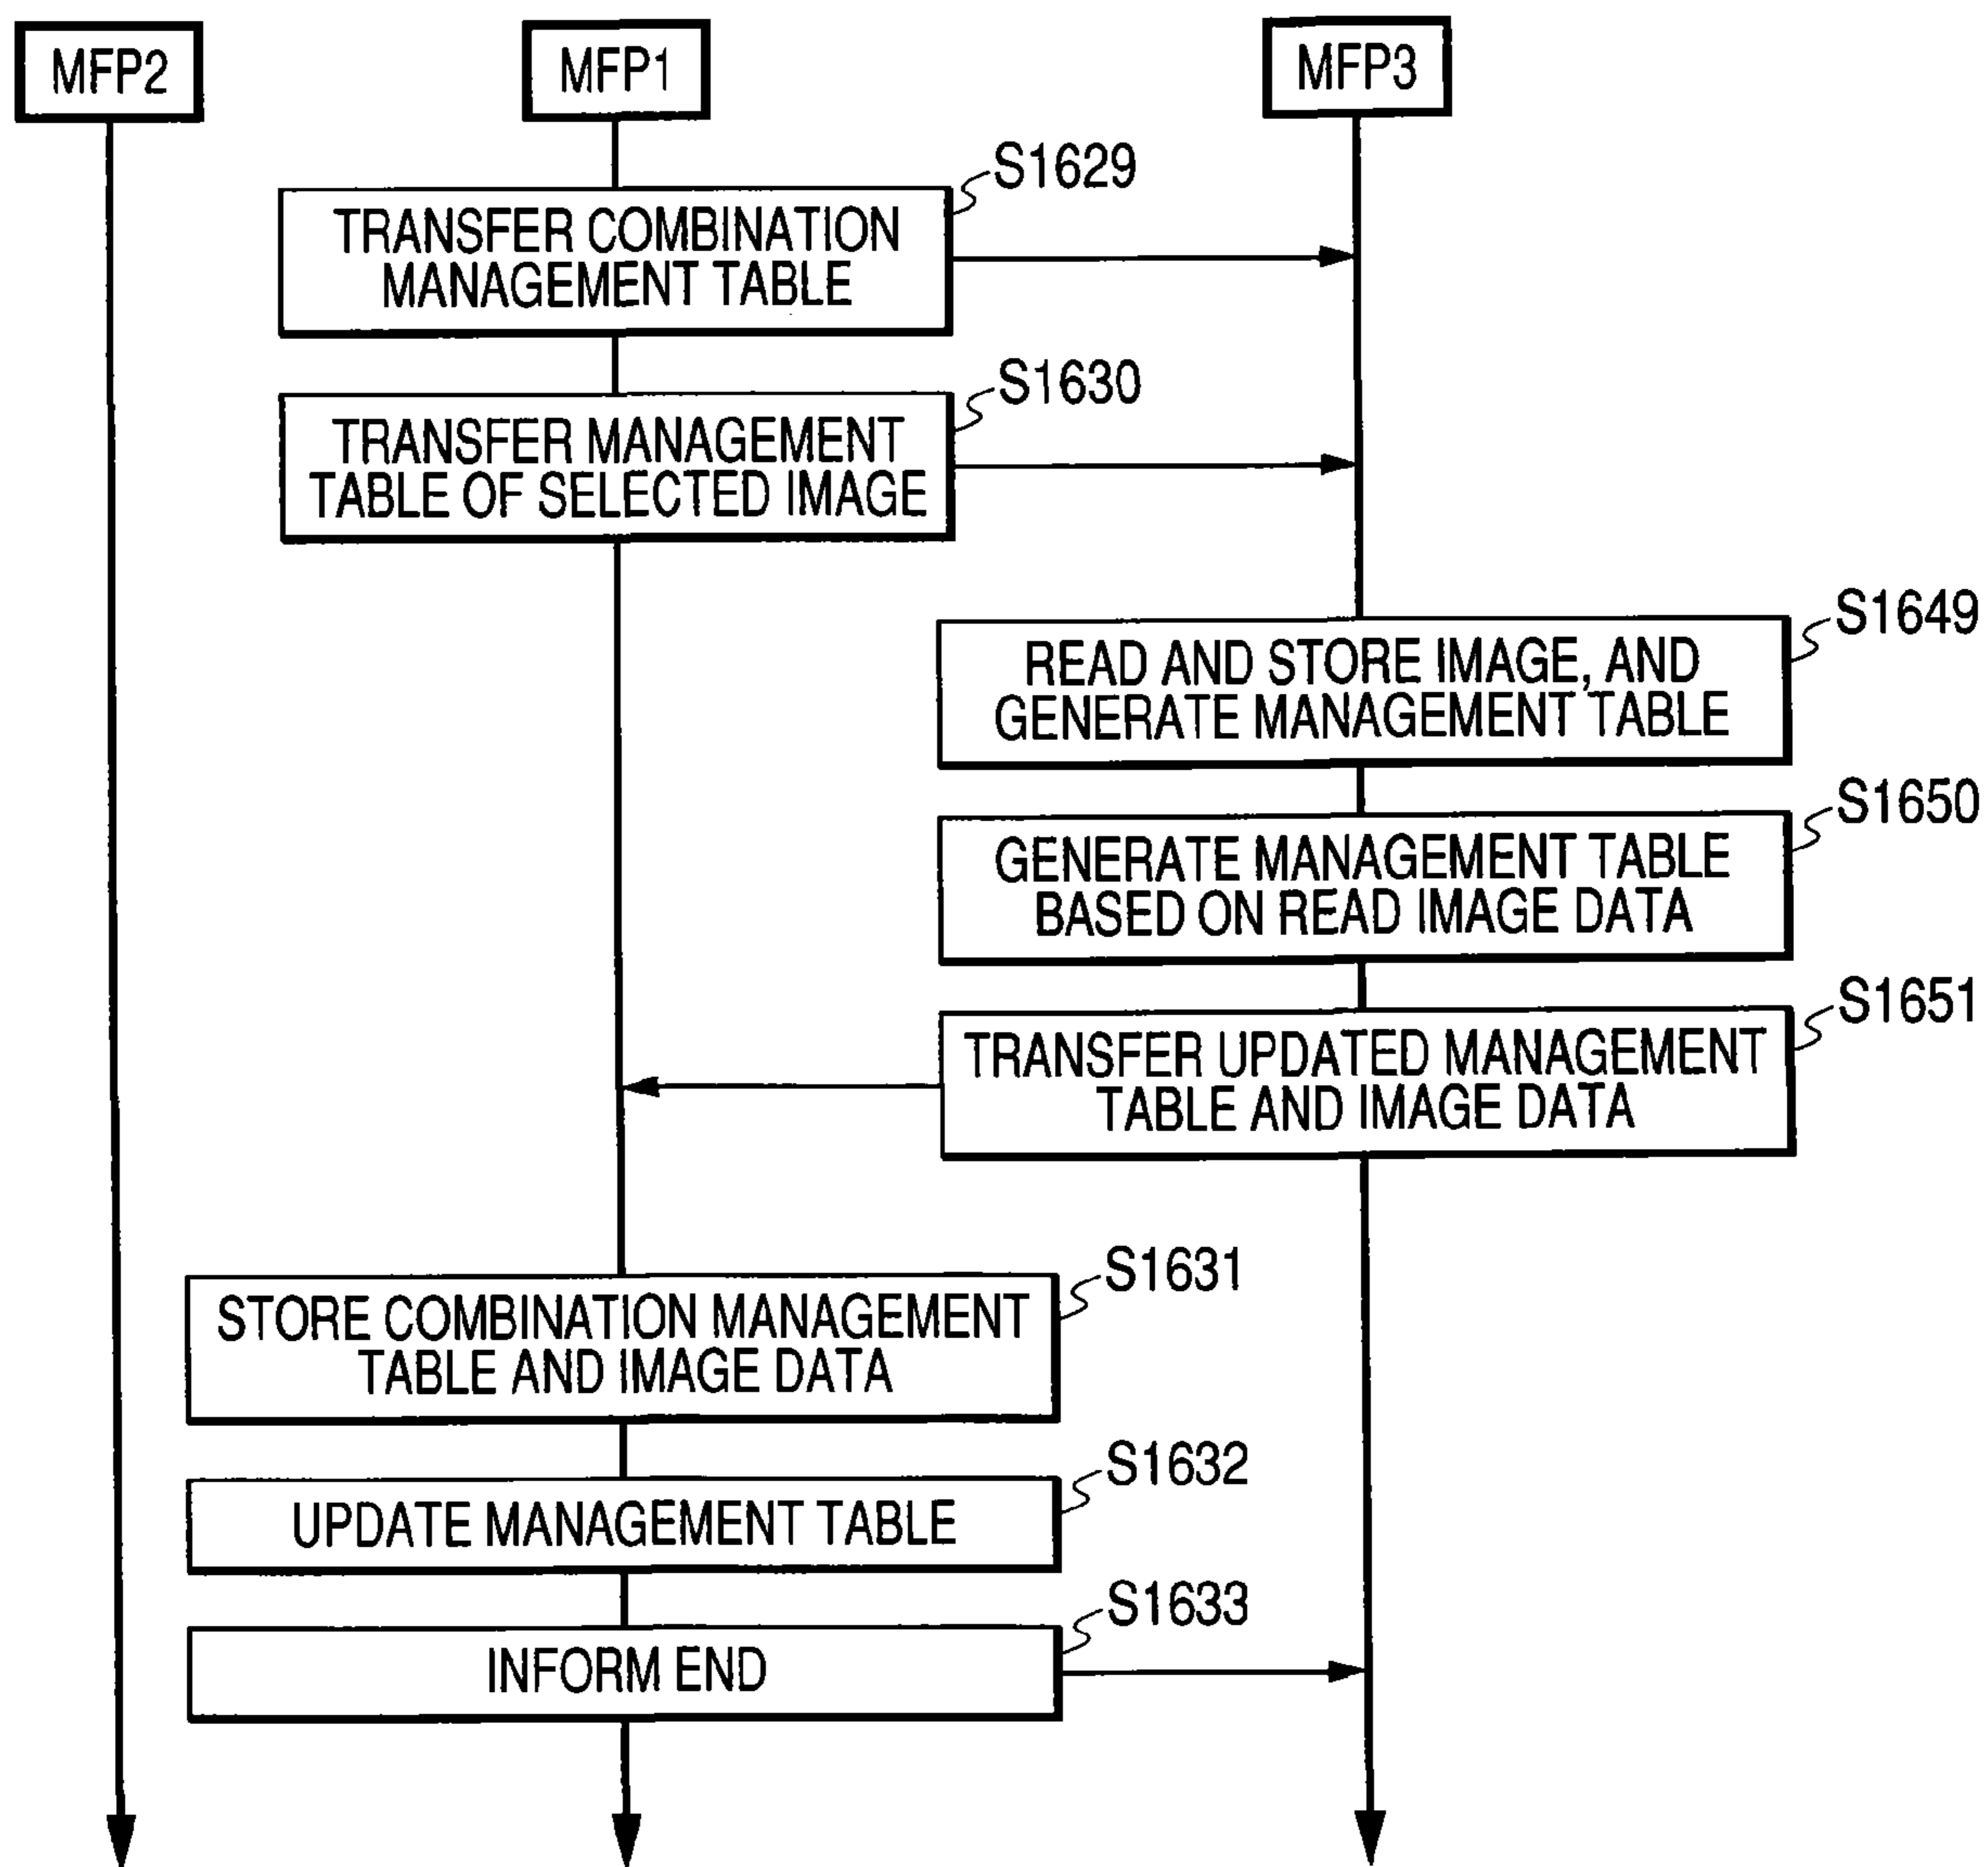 MFP2
MFP1
MFP3
S1629
TRANSFER COMBINATION
MANAGEMENT TABLE
S1630
TRANSFER MANAGEMENT
TABLE OF SELECTED IMAGE
S1649
READ AND STORE IMAGE, AND
GENERATE MANAGEMENT TABLE
S1650
GENERATE MANAGEMENT TABLE
BASED ON READ IMAGE DATA
S1651
TRANSFER UPDATED MANAGEMENT
TABLE AND IMAGE DATA
S1631
STORE COMBINATION MANAGEMENT
TABLE AND IMAGE DATA
S1632
UPDATE MANAGEMENT TABLE
S1633
INFORM END